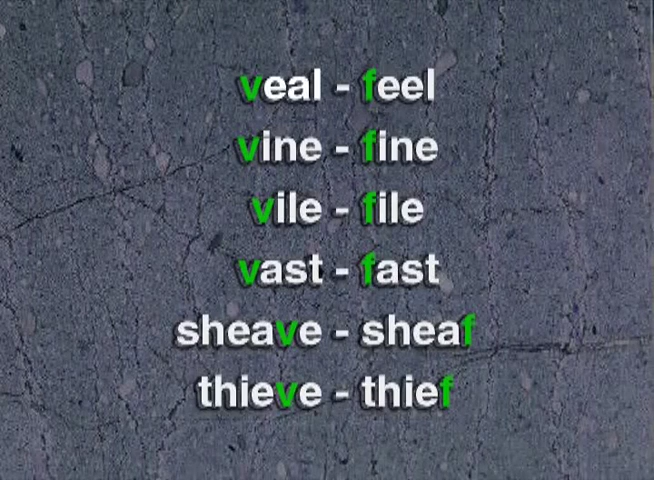 veal - feel
vine - fine
vile - file
vast - fast
sheave - sheaf
thieve - thief